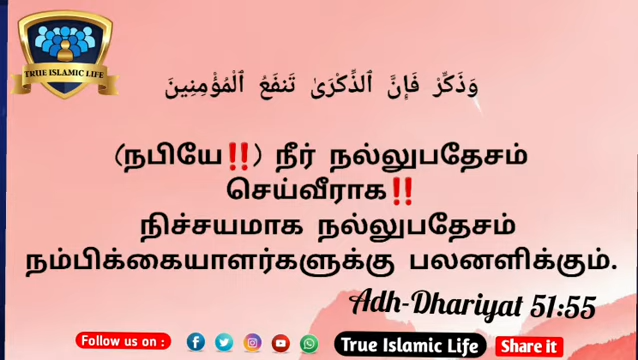 TRUE ISLAMIC LIFE
وَذَكِّرْ فَإِنَّ ٱلذِّكْرَىٰ تَنفَعُ ٱلْمُؤْمِنِينَ
(நபியே‼️) நீர் நல்லுபதேசம்
செய்வீராக‼️
நிச்சயமாக நல்லுபதேசம்
நம்பிக்கையாளர்களுக்கு பலனளிக்கும்.
Adh-Dhariyat 51:55
Follow us on : True Islamic Life Share it